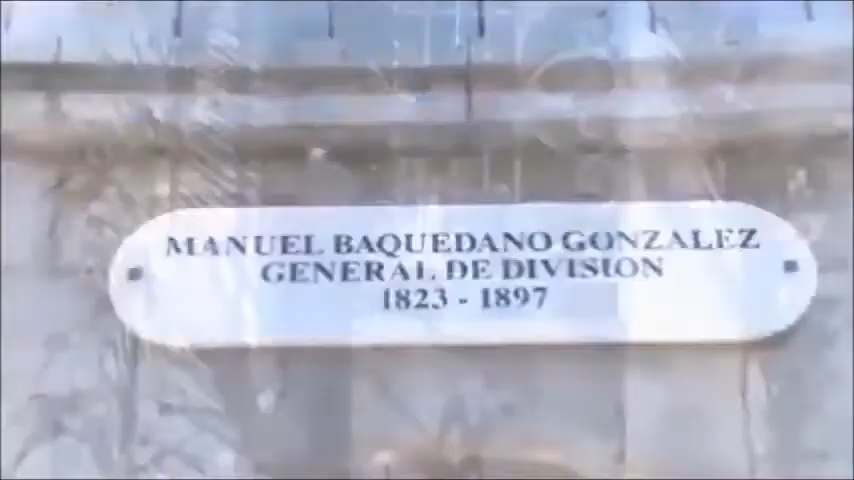 MANUEL BAQUEDANO GONZALEZ
GENERAL DE DIVISION
1823 - 1897